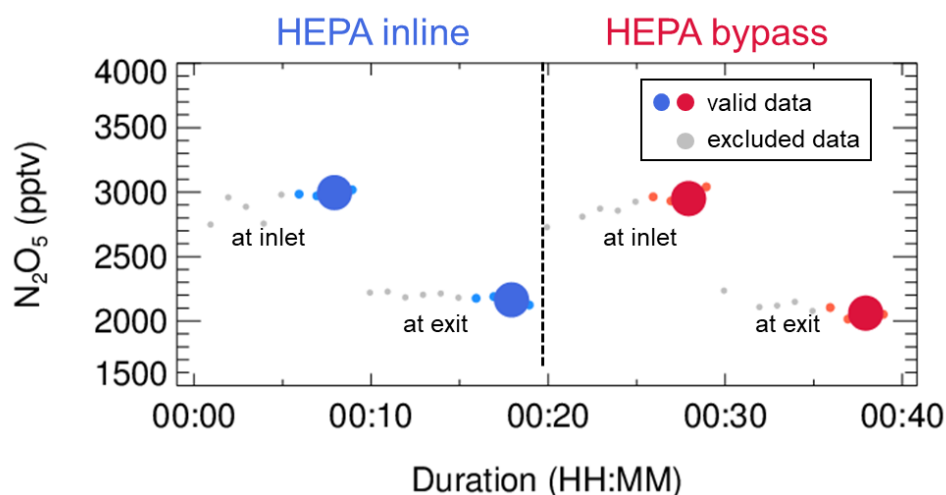 HEPA inline HEPA bypass
4000
3500
3000
2500
2000
1500
N₂O₅ (pptv)
valid data
excluded data
at inlet
at exit
at inlet
at exit
00:00 00:10 00:20 00:30 00:40
Duration (HH:MM)